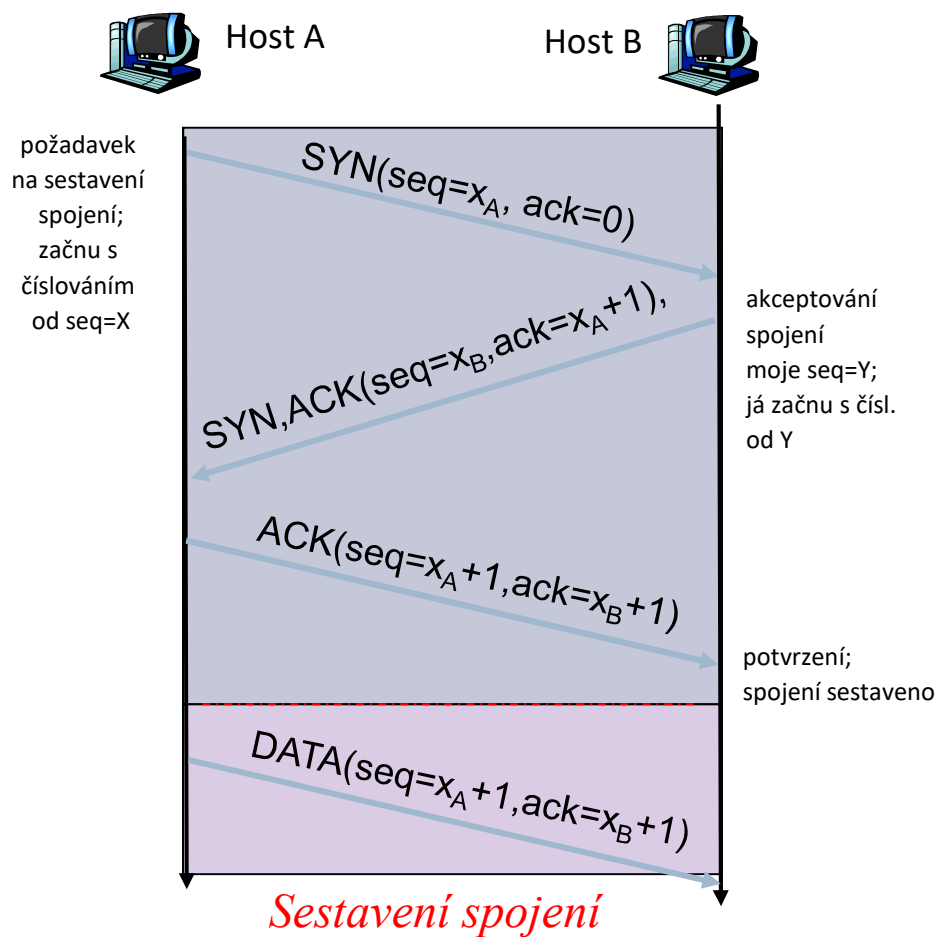 Host A
Host B
požadavek
na sestavení
spojení;
začnu s
číslováním
od seq=X
SYN(seq=x_A, ack=0)
akceptování
spojení
moje seq=Y;
já začnu s čísl.
od Y
SYN,ACK(seq=x_B,ack=x_A+1),
ACK(seq=x_A+1,ack=x_B+1)
potvrzení;
spojení sestaveno
DATA(seq=x_A+1,ack=x_B+1)
Sestavení spojení